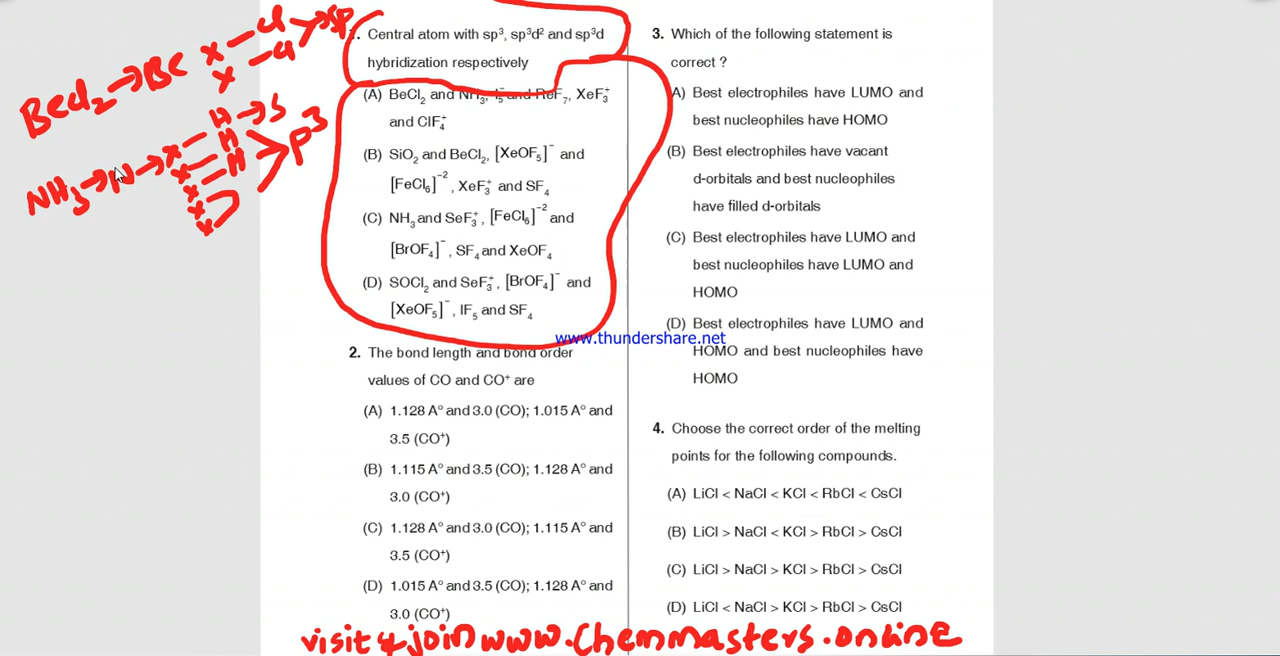 BeCl2→Be x-Cl
x-Cl >sp
NH3→N→x-H→S
x-H
x-H >p3
x
x
x
1. Central atom with sp³, sp³d² and sp³d
hybridization respectively
(A) BeCl₂ and NH₃, and ReF₇, XeF₃⁺
and ClF₄⁺
(B) SiO₂ and BeCl₂, [XeOF₅]⁻ and
[FeCl₆]⁻², XeF₃⁺ and SF₄
(C) NH₃ and SeF₃⁺, [FeCl₆]⁻² and
[BrOF₄]⁻, SF₄ and XeOF₄
(D) SOCl₂ and SeF₃⁺, [BrOF₄]⁻ and
[XeOF₅]⁻, IF₅ and SF₄
www.thundershare.net
2. The bond length and bond order
values of CO and CO⁺ are
(A) 1.128 A° and 3.0 (CO); 1.015 A° and
3.5 (CO⁺)
(B) 1.115 A° and 3.5 (CO); 1.128 A° and
3.0 (CO⁺)
(C) 1.128 A° and 3.0 (CO); 1.115 A° and
3.5 (CO⁺)
(D) 1.015 A° and 3.5 (CO); 1.128 A° and
3.0 (CO⁺)
3. Which of the following statement is
correct ?
A) Best electrophiles have LUMO and
best nucleophiles have HOMO
(B) Best electrophiles have vacant
d-orbitals and best nucleophiles
have filled d-orbitals
(C) Best electrophiles have LUMO and
best nucleophiles have LUMO and
HOMO
(D) Best electrophiles have LUMO and
HOMO and best nucleophiles have
HOMO
4. Choose the correct order of the melting
points for the following compounds.
(A) LiCl < NaCl < KCl < RbCl < CsCl
(B) LiCl > NaCl < KCl > RbCl > CsCl
(C) LiCl > NaCl > KCl > RbCl > CsCl
(D) LiCl < NaCl > KCl > RbCl > CsCl
visit & join www.Chemmasters.online